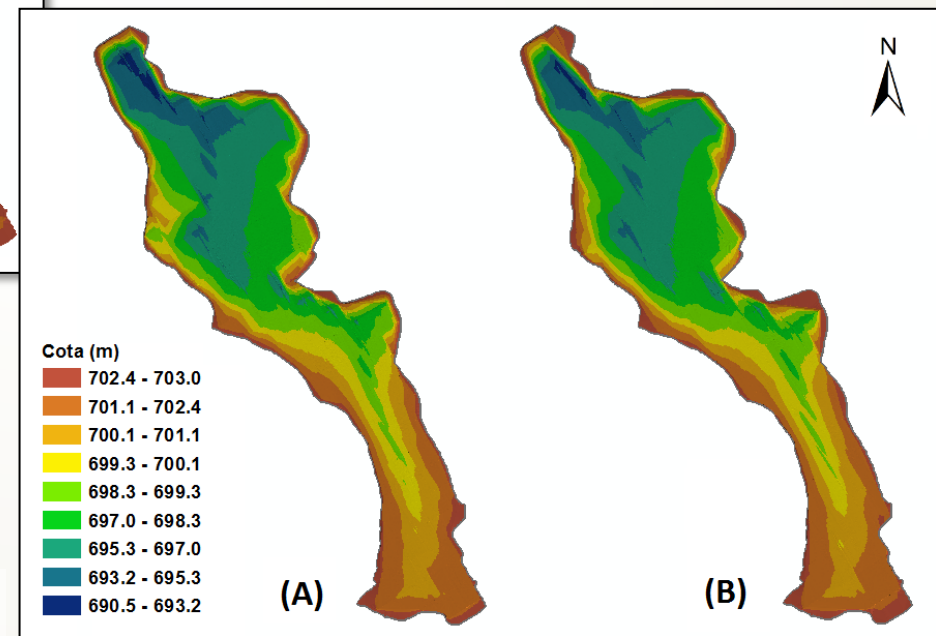 N
Cota (m)
702.4 - 703.0
701.1 - 702.4
700.1 - 701.1
699.3 - 700.1
698.3 - 699.3
697.0 - 698.3
695.3 - 697.0
693.2 - 695.3
690.5 - 693.2
(A)
(B)